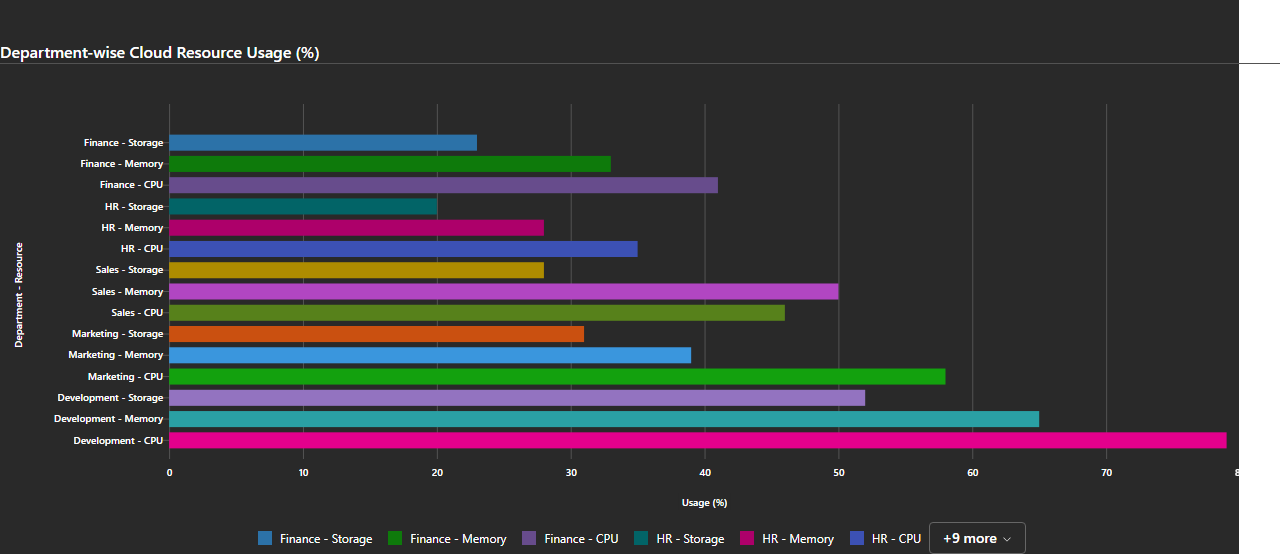 Department-wise Cloud Resource Usage (%)
Department - Resource
Finance - Storage
Finance - Memory
Finance - CPU
HR - Storage
HR - Memory
HR - CPU
Sales - Storage
Sales - Memory
Sales - CPU
Marketing - Storage
Marketing - Memory
Marketing - CPU
Development - Storage
Development - Memory
Development - CPU
0 10 20 30 40 50 60 70
Usage (%)
Finance - Storage Finance - Memory Finance - CPU HR - Storage HR - Memory HR - CPU +9 more